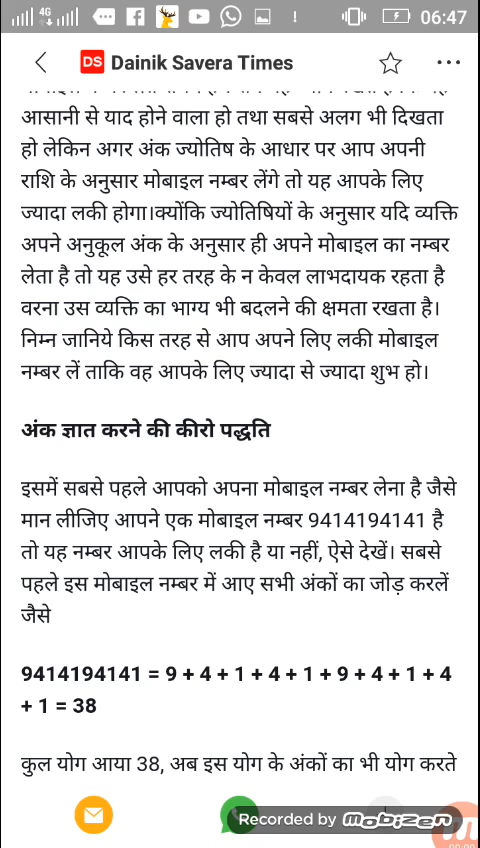 4G
06:47
DS Dainik Savera Times
आसानी से याद होने वाला हो तथा सबसे अलग भी दिखता
हो लेकिन अगर अंक ज्योतिष के आधार पर आप अपनी
राशि के अनुसार मोबाइल नम्बर लेंगे तो यह आपके लिए
ज्यादा लकी होगा।क्योंकि ज्योतिषियों के अनुसार यदि व्यक्ति
अपने अनुकूल अंक के अनुसार ही अपने मोबाइल का नम्बर
लेता है तो यह उसे हर तरह के न केवल लाभदायक रहता है
वरना उस व्यक्ति का भाग्य भी बदलने की क्षमता रखता है।
निम्न जानिये किस तरह से आप अपने लिए लकी मोबाइल
नम्बर लें ताकि वह आपके लिए ज्यादा से ज्यादा शुभ हो।
अंक ज्ञात करने की कीरो पद्धति
इसमें सबसे पहले आपको अपना मोबाइल नम्बर लेना है जैसे
मान लीजिए आपने एक मोबाइल नम्बर 9414194141 है
तो यह नम्बर आपके लिए लकी है या नहीं, ऐसे देखें। सबसे
पहले इस मोबाइल नम्बर में आए सभी अंकों का जोड़ करलें
जैसे
9414194141 = 9 + 4 + 1 + 4 + 1 + 9 + 4 + 1 + 4
+ 1 = 38
कुल योग आया 38, अब इस योग के अंकों का भी योग करते
Recorded by mobizen